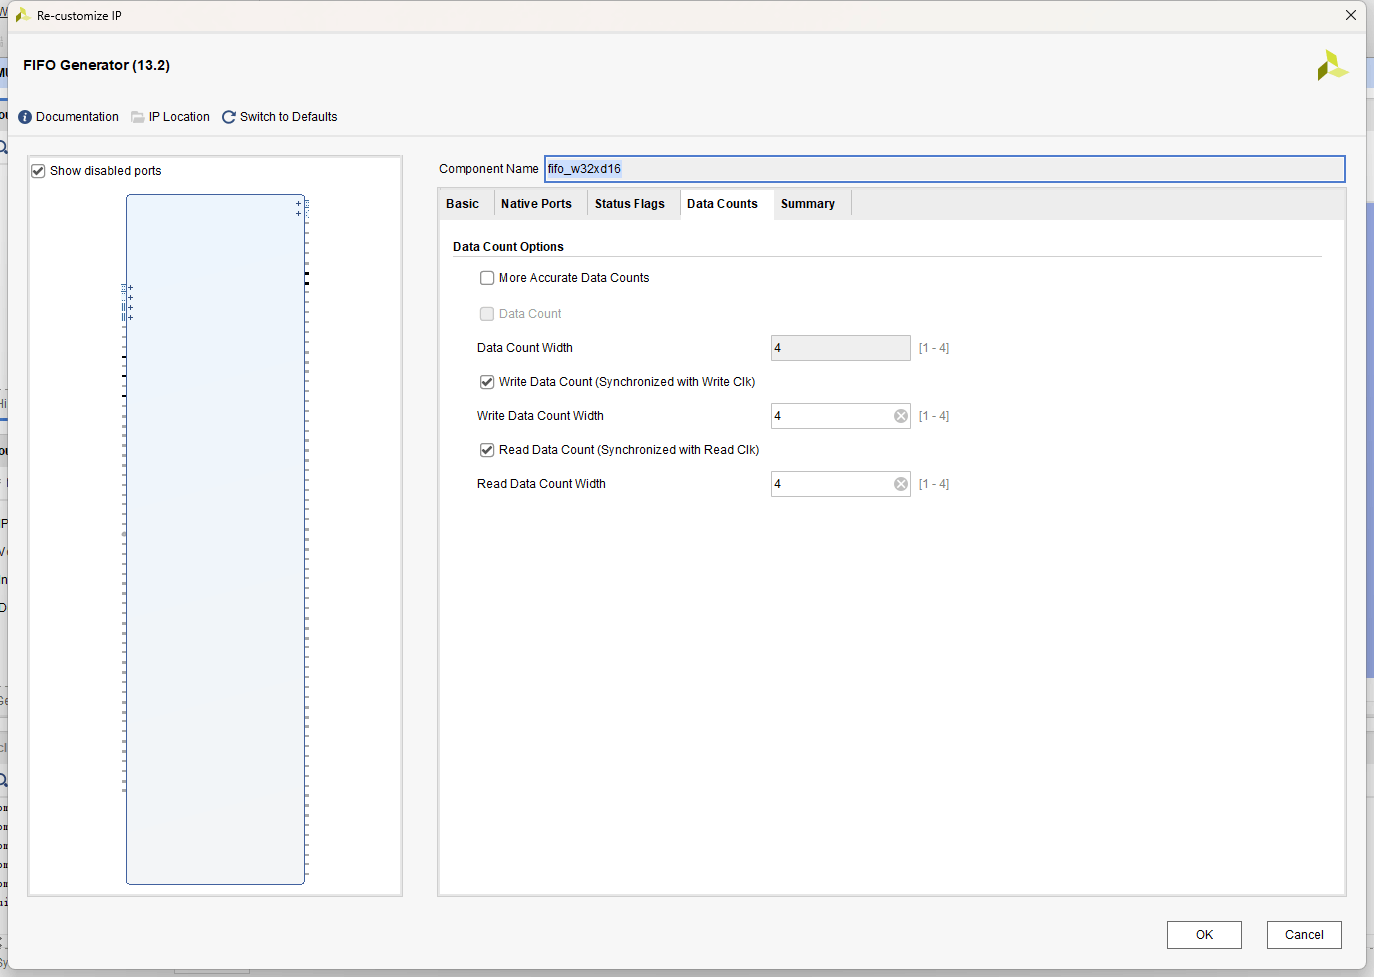 Re-customize IP
FIFO Generator (13.2)
Documentation IP Location Switch to Defaults
Show disabled ports
Component Name fifo_w32xd16
Basic Native Ports Status Flags Data Counts Summary
Data Count Options
More Accurate Data Counts
Data Count
Data Count Width 4 [1 - 4]
Write Data Count (Synchronized with Write Clk)
Write Data Count Width 4 [1 - 4]
Read Data Count (Synchronized with Read Clk)
Read Data Count Width 4 [1 - 4]
OK Cancel